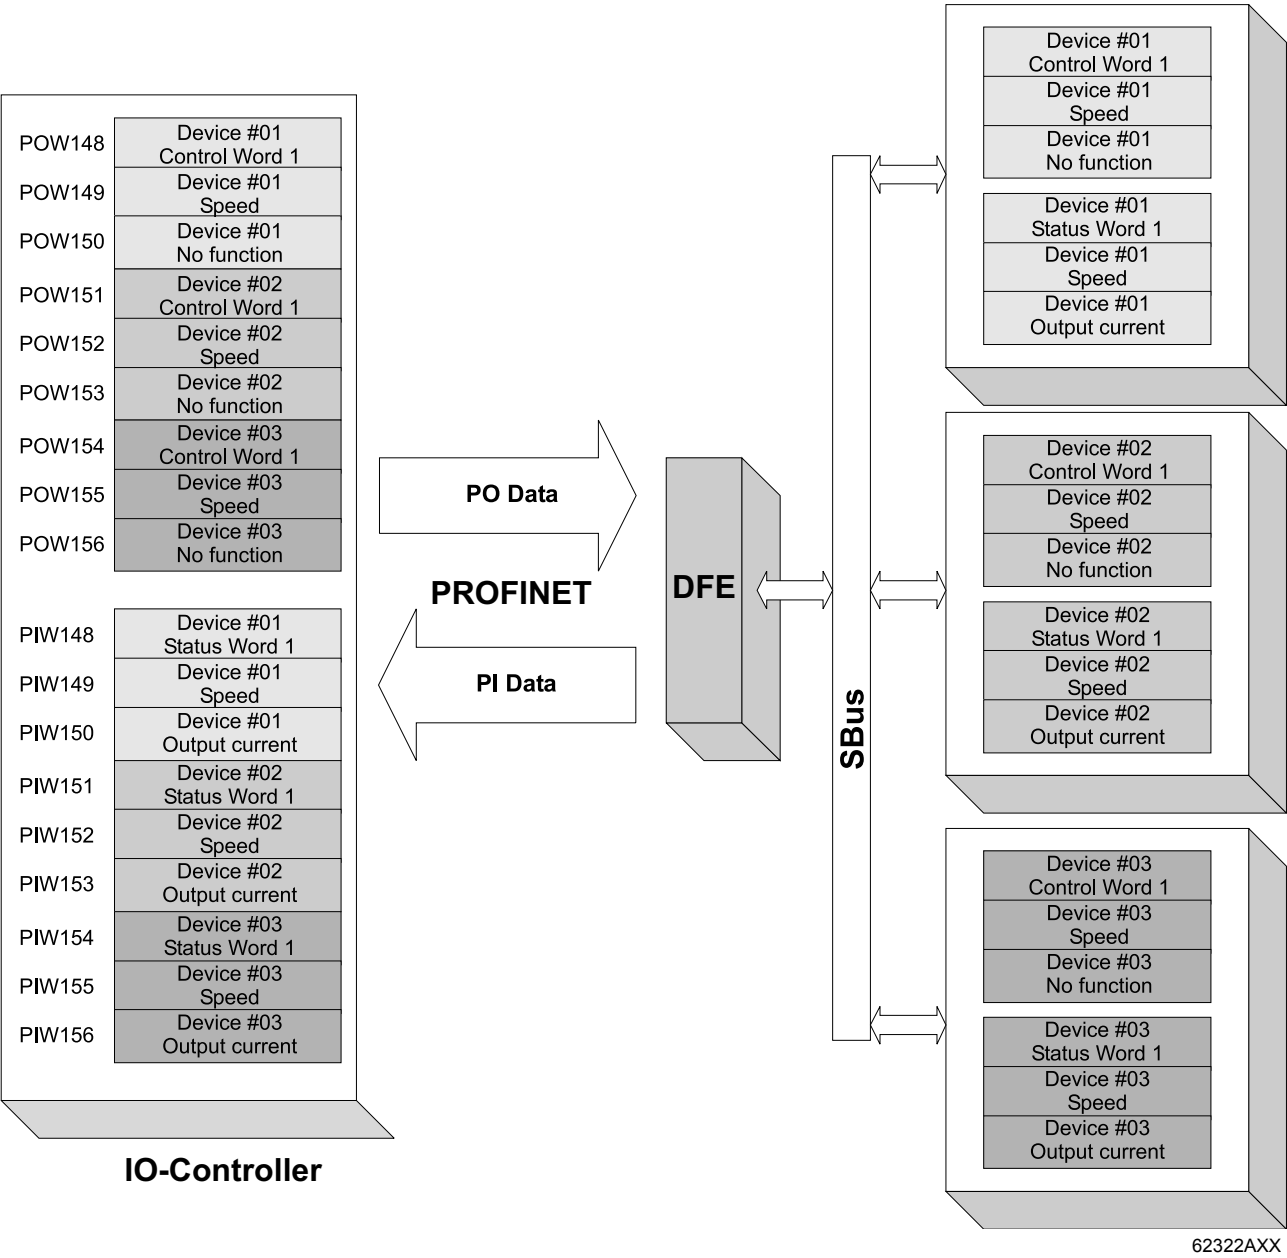 POW148
Device #01
Control Word 1
POW149
Device #01
Speed
POW150
Device #01
No function
POW151
Device #02
Control Word 1
POW152
Device #02
Speed
POW153
Device #02
No function
POW154
Device #03
Control Word 1
POW155
Device #03
Speed
POW156
Device #03
No function
PIW148
Device #01
Status Word 1
PIW149
Device #01
Speed
PIW150
Device #01
Output current
PIW151
Device #02
Status Word 1
PIW152
Device #02
Speed
PIW153
Device #02
Output current
PIW154
Device #03
Status Word 1
PIW155
Device #03
Speed
PIW156
Device #03
Output current
IO-Controller
PO Data
PROFINET
PI Data
DFE
SBus
Device #01
Control Word 1
Device #01
Speed
Device #01
No function
Device #01
Status Word 1
Device #01
Speed
Device #01
Output current
Device #02
Control Word 1
Device #02
Speed
Device #02
No function
Device #02
Status Word 1
Device #02
Speed
Device #02
Output current
Device #03
Control Word 1
Device #03
Speed
Device #03
No function
Device #03
Status Word 1
Device #03
Speed
Device #03
Output current
62322AXX